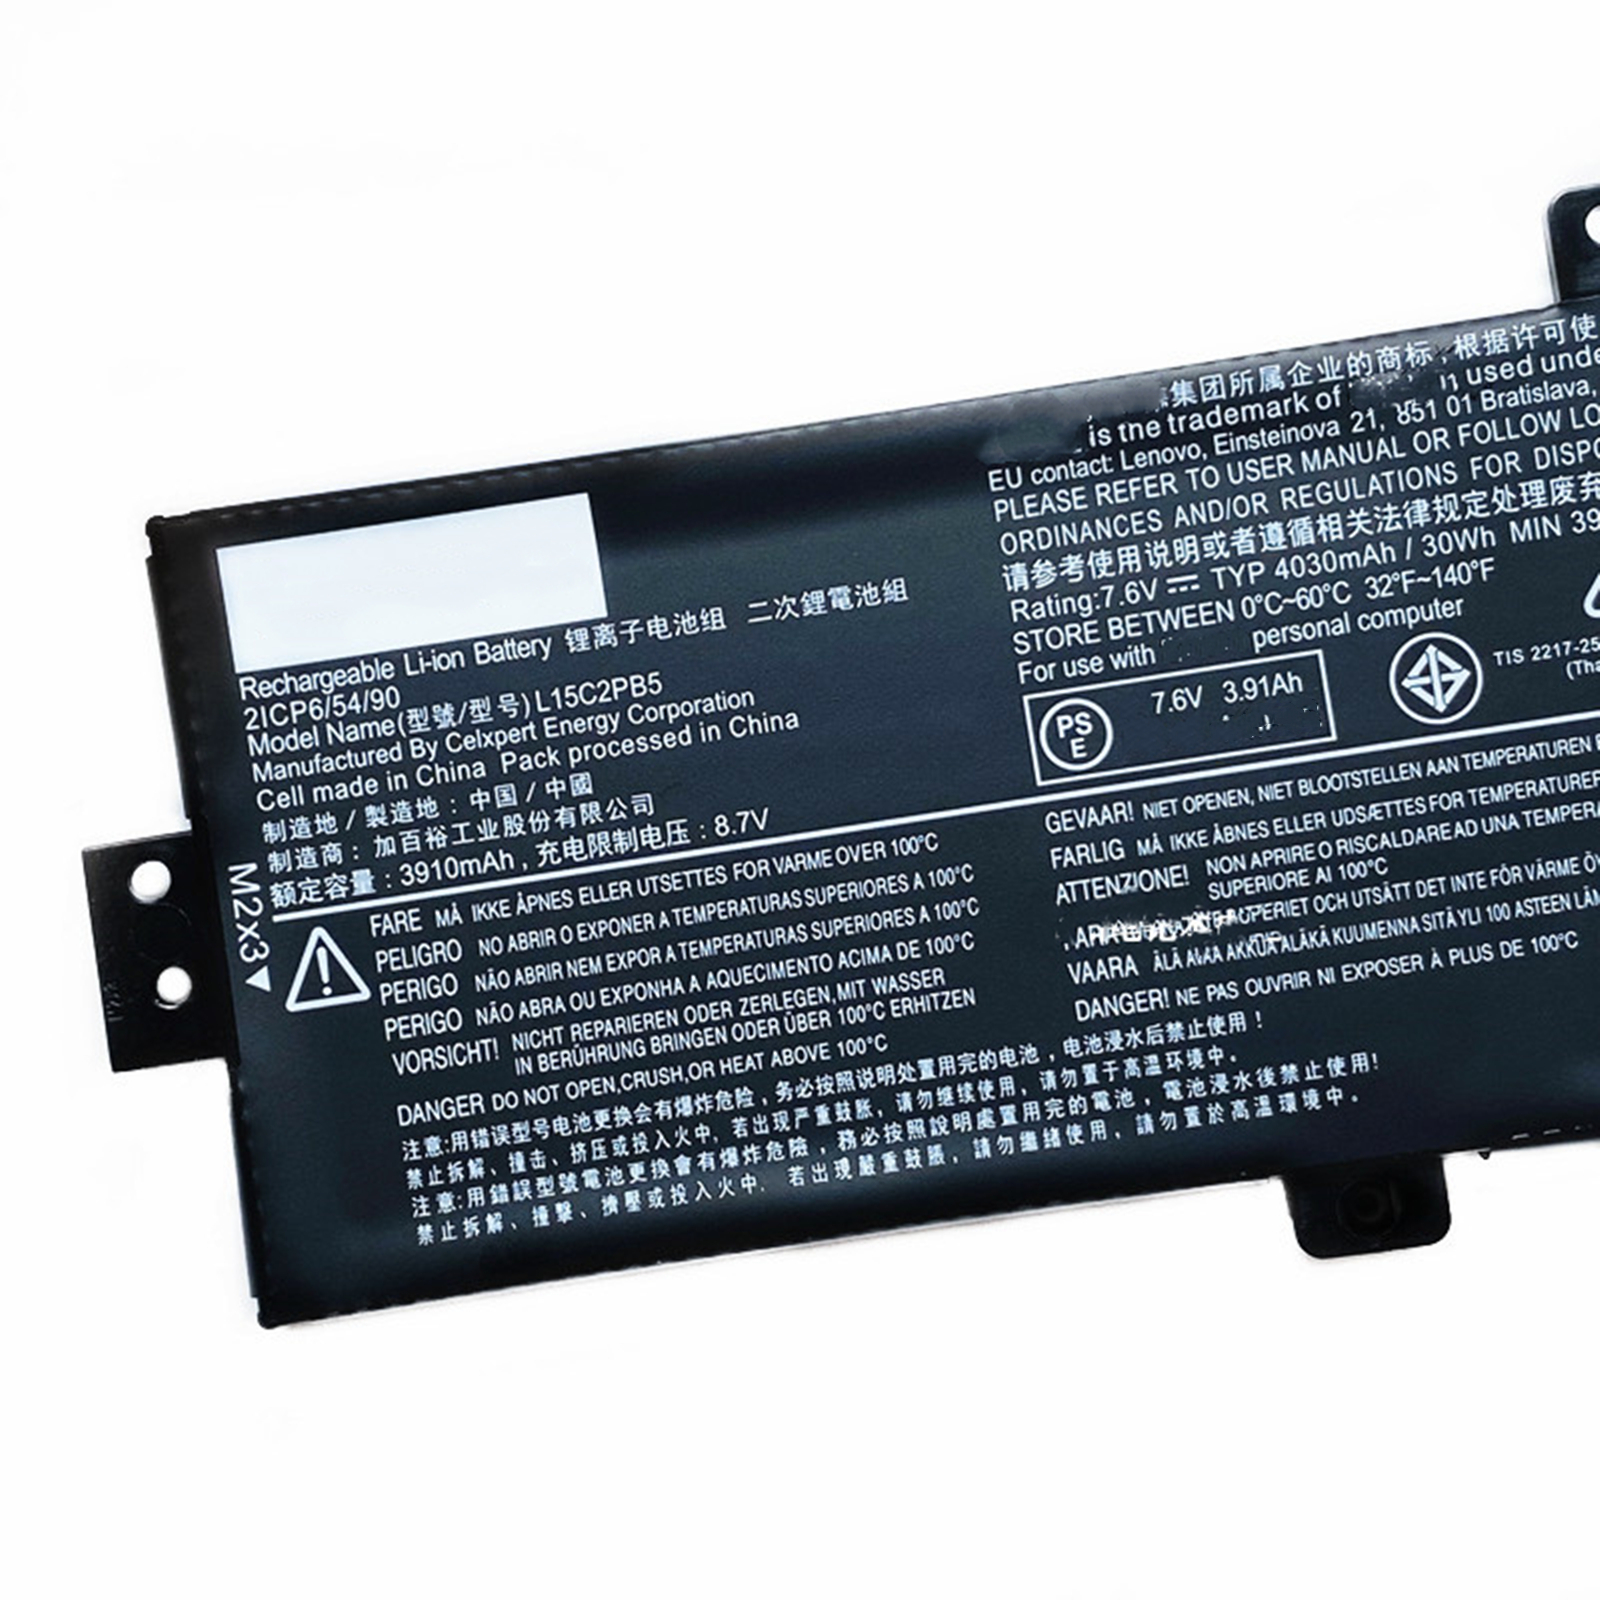 Rechargeable Li-ion Battery 锂离子电池组 二次鋰電池組
2ICP6/54/90
Model Name(型號/型号)L15C2PB5
Manufactured By Celxpert Energy Corporation
Cell made in China Pack processed in China
制造地 / 製造地 : 中国 / 中國
制造商 : 加百裕工业股份有限公司
额定容量 : 3910mAh , 充电限制电压 : 8.7V
M2x3
集团所属企业的商标 , 根据许可使
is the trademark of used unde
EU contact: Lenovo, Einsteinova 21, 851 01 Bratislava,
PLEASE REFER TO USER MANUAL OR FOLLOW LO
ORDINANCES AND/OR REGULATIONS FOR DISPO
请参考使用说明或者遵循相关法律规定处理废弃
Rating:7.6V TYP 4030mAh / 30Wh MIN 39
STORE BETWEEN 0°C~60°C 32°F~140°F
For use with personal computer
PS
E
7.6V 3.91Ah
TIS 2217-25
(Tha
FARE MÅ IKKE ÅPNES ELLER UTSETTES FOR VARME OVER 100°C
PELIGRO NO ABRIR O EXPONER A TEMPERATURAS SUPERIORES A 100°C
PERIGO NÃO ABRIR NEM EXPOR A TEMPERATURAS SUPERIORES A 100°C
PERIGO NÃO ABRA OU EXPONHA A AQUECIMENTO ACIMA DE 100°C
VORSICHT! NICHT REPARIEREN ODER ZERLEGEN,MIT WASSER
IN BERÜHRUNG BRINGEN ODER ÜBER 100°C ERHITZEN
DANGER DO NOT OPEN,CRUSH,OR HEAT ABOVE 100°C
注意:用错误型号电池更换会有爆炸危险 , 务必按照说明处置用完的电池 , 电池浸水后禁止使用 !
禁止拆解、撞击、挤压或投入火中, 若出现严重鼓胀, 请勿继续使用, 请勿置于高温环境中。
注意:用錯誤型號電池更換會有爆炸危險 , 務必按照說明處置用完的電池 , 電池浸水後禁止使用!
禁止拆解、撞擊、擠壓或投入火中. 若出現嚴重鼓脹, 請勿繼續使用, 請勿置於高溫環境中。
GEVAAR! NIET OPENEN, NIET BLOOTSTELLEN AAN TEMPERATUREN
FARLIG MÅ IKKE ÅBNES ELLER UDSÆTTES FOR TEMPERATURER
ATTENZIONE! NON APRIRE O RISCALDARE AD UNA TEMPERA
SUPERIORE AI 100°C
OCH UTSÄTT DET INTE FÖR VÄRME ÖV
VAARA ÄLÄ KUUMENNA SITÄ YLI 100 ASTEEN LÄM
DANGER! NE PAS OUVRIR NI EXPOSER À PLUS DE 100°C